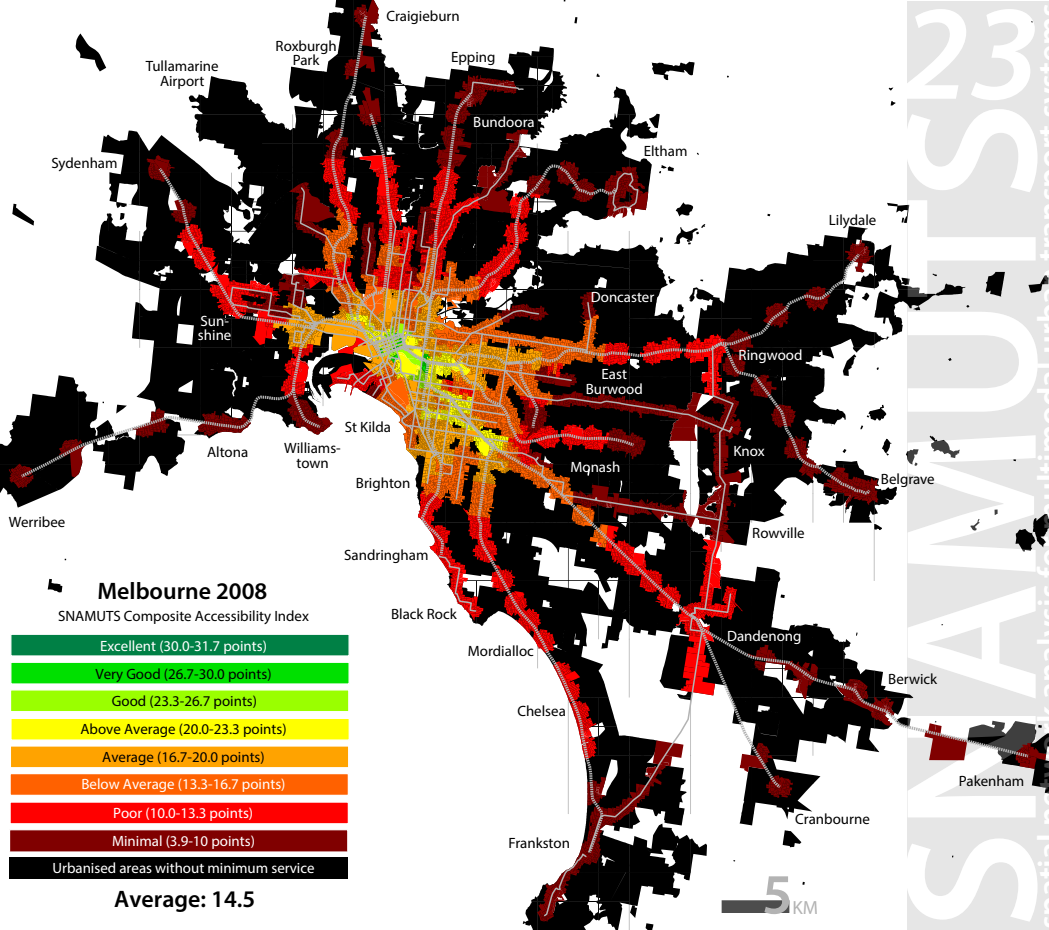 Craigieburn
Roxburgh
Park
Epping
Tullamarine
Airport
Bundoora
Eltham
Sydenham
Lilydale
Doncaster
Sun-
shine
Ringwood
East
Burwood
St Kilda
Altona
Williams-
town
Knox
Monash
Brighton
Belgrave
Werribee
Rowville
Sandringham
Black Rock
Dandenong
Mordialloc
Berwick
Chelsea
Pakenham
Cranbourne
Frankston
Melbourne 2008
SNAMUTS Composite Accessibility Index
Excellent (30.0-31.7 points)
Very Good (26.7-30.0 points)
Good (23.3-26.7 points)
Above Average (20.0-23.3 points)
Average (16.7-20.0 points)
Below Average (13.3-16.7 points)
Poor (10.0-13.3 points)
Minimal (3.9-10 points)
Urbanised areas without minimum service
Average: 14.5
5 KM
23
SNAMUTS